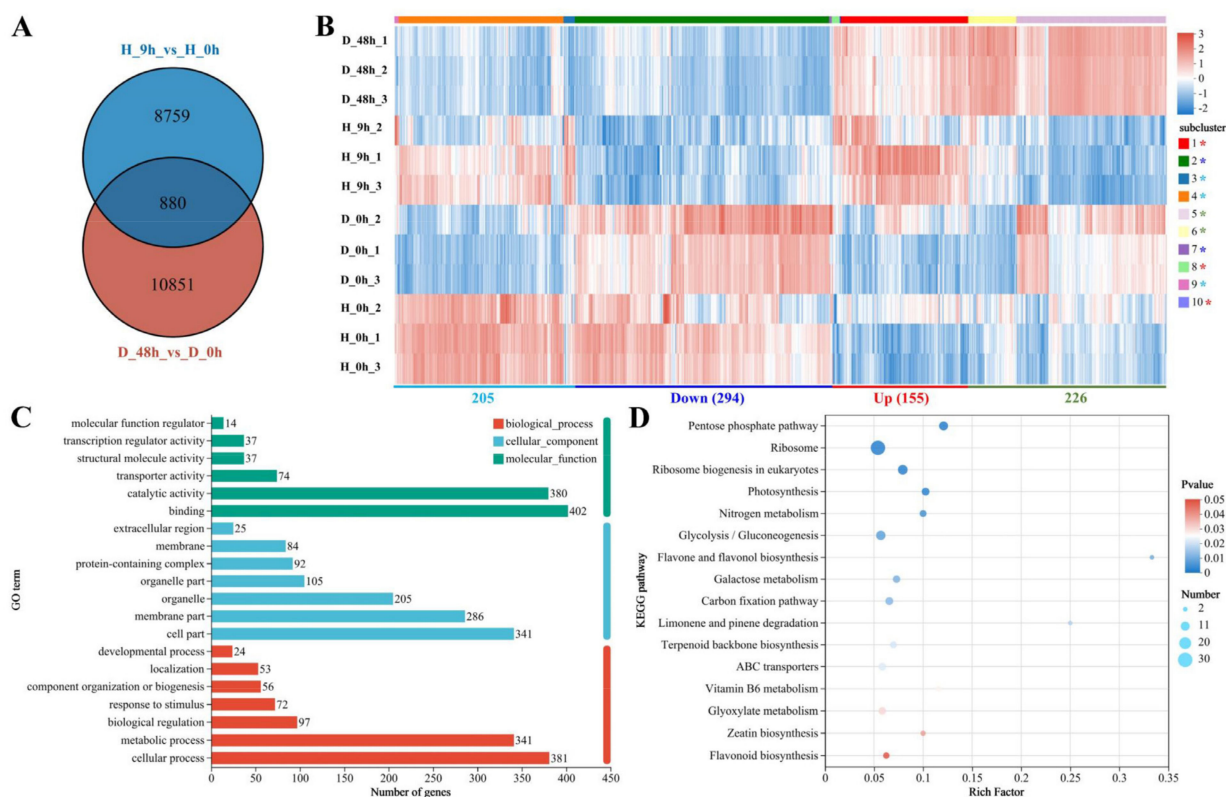 A
H_9h_vs_H_0h
8759
880
10851
D_48h_vs_D_0h
B
D_48h_1
D_48h_2
D_48h_3
H_9h_2
H_9h_1
H_9h_3
D_0h_2
D_0h_1
D_0h_3
H_0h_2
H_0h_1
H_0h_3
205
Down (294)
Up (155)
226
3
2
1
0
-2
subcluster
1 *
2 *
3 *
4 *
5 *
6 *
7 *
8 *
9 *
10 *
C
GO term
molecular function regulator 14
transcription regulator activity 37
structural molecule activity 37
transporter activity 74
catalytic activity 380
binding 402
extracellular region 25
membrane 84
protein-containing complex 92
organelle part 105
organelle 205
membrane part 286
cell part 341
developmental process 24
localization 53
component organization or biogenesis 56
response to stimulus 72
biological regulation 97
metabolic process 341
cellular process 381
0 50 100 150 200 250 300 350 400 450
Number of genes
biological_process
cellular_component
molecular_function
D
KEGG pathway
Pentose phosphate pathway
Ribosome
Ribosome biogenesis in eukaryotes
Photosynthesis
Nitrogen metabolism
Glycolysis / Gluconeogenesis
Flavone and flavonol biosynthesis
Galactose metabolism
Carbon fixation pathway
Limonene and pinene degradation
Terpenoid backbone biosynthesis
ABC transporters
Vitamin B6 metabolism
Glyoxylate metabolism
Zeatin biosynthesis
Flavonoid biosynthesis
0 0.05 0.1 0.15 0.2 0.25 0.3 0.35
Rich Factor
Pvalue
0.05
0.04
0.03
0.02
0.01
0
Number
2
11
20
30